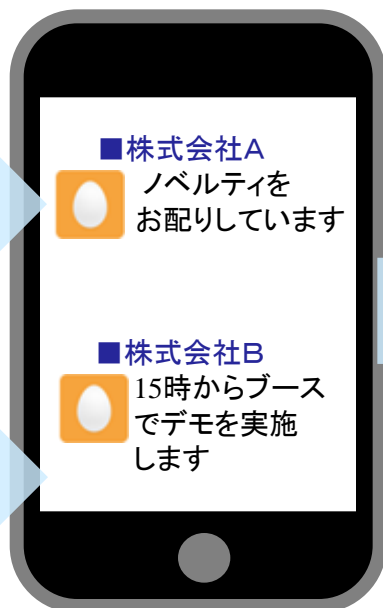 ■株式会社A
ノベルティを
お配りしています
■株式会社B
15時からブース
でデモを実施
します